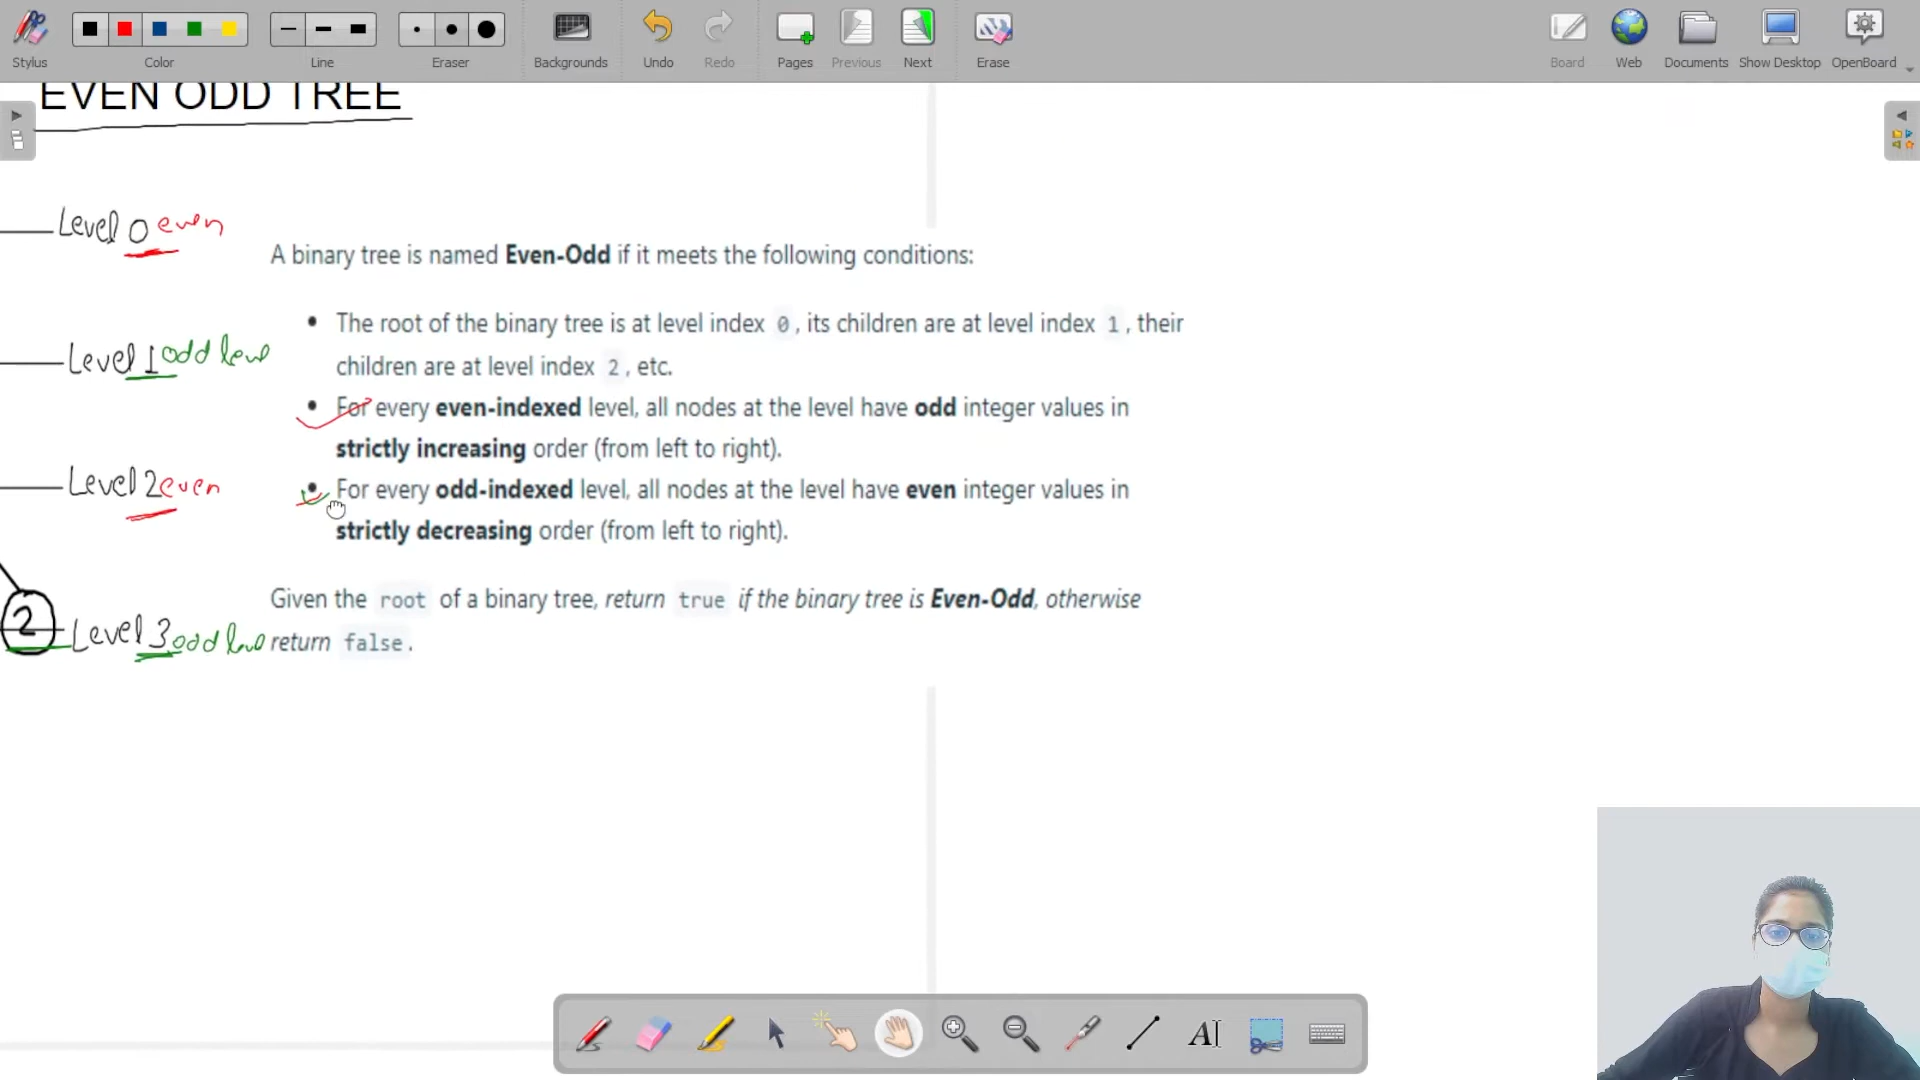 Stylus
Color
Line
Eraser
Backgrounds
Undo
Redo
Pages
Previous
Next
Erase
Board
Web
Documents
Show Desktop
OpenBoard
EVEN ODD TREE
Level 0 even
A binary tree is named Even-Odd if it meets the following conditions:
• The root of the binary tree is at level index 0, its children are at level index 1, their
Level 1 odd level
children are at level index 2, etc.
• For every even-indexed level, all nodes at the level have odd integer values in
strictly increasing order (from left to right).
Level 2 even
• For every odd-indexed level, all nodes at the level have even integer values in
strictly decreasing order (from left to right).
Given the root of a binary tree, return true if the binary tree is Even-Odd, otherwise
2
Level 3 odd level
return false.
AI